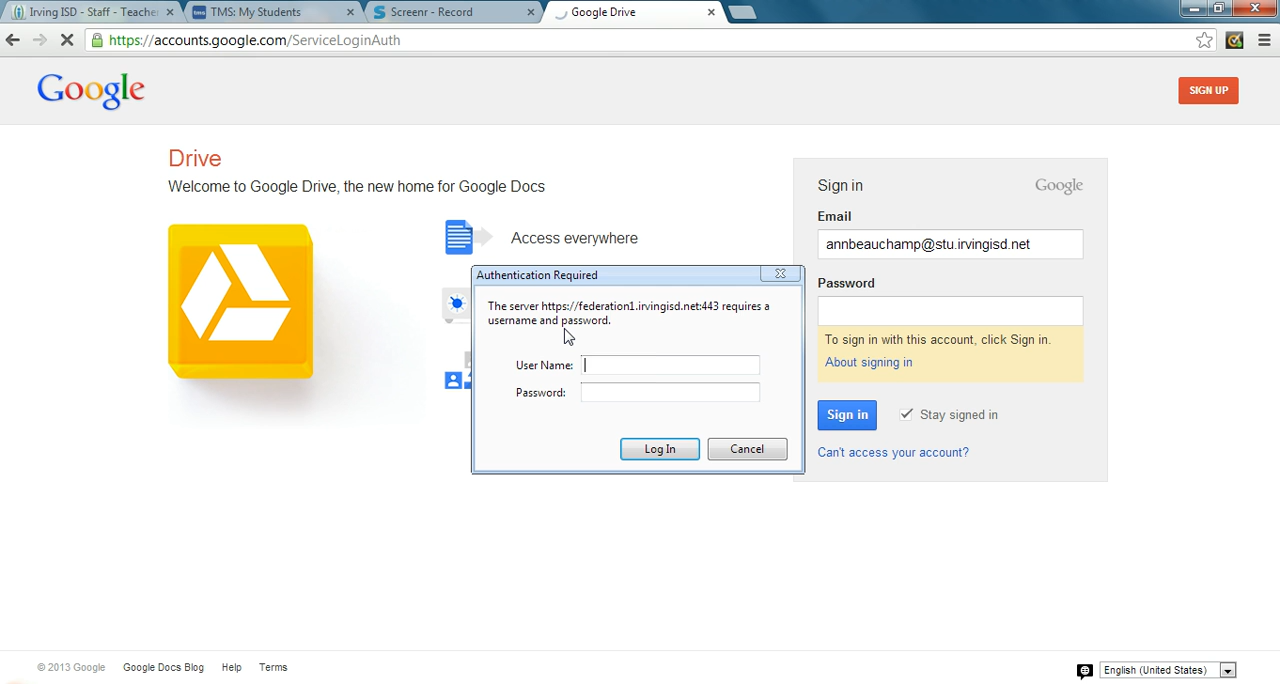 Irving ISD - Staff - Teache
TMS: My Students
Screenr - Record
Google Drive
https://accounts.google.com/ServiceLoginAuth
Google
SIGN UP
Drive
Welcome to Google Drive, the new home for Google Docs
Access everywhere
Sign in
Google
Email
annbeauchamp@stu.irvingisd.net
Password
To sign in with this account, click Sign in.
About signing in
Sign in
Stay signed in
Can't access your account?
Authentication Required
The server https://federation1.irvingisd.net:443 requires a
username and password.
User Name:
Password:
Log In
Cancel
© 2013 Google
Google Docs Blog
Help
Terms
English (United States)